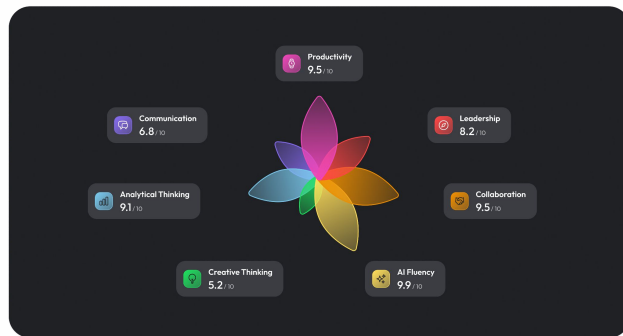 Productivity
9.5 / 10
Communication
6.8 / 10
Leadership
8.2 / 10
Analytical Thinking
9.1 / 10
Collaboration
9.5 / 10
Creative Thinking
5.2 / 10
AI Fluency
9.9 / 10